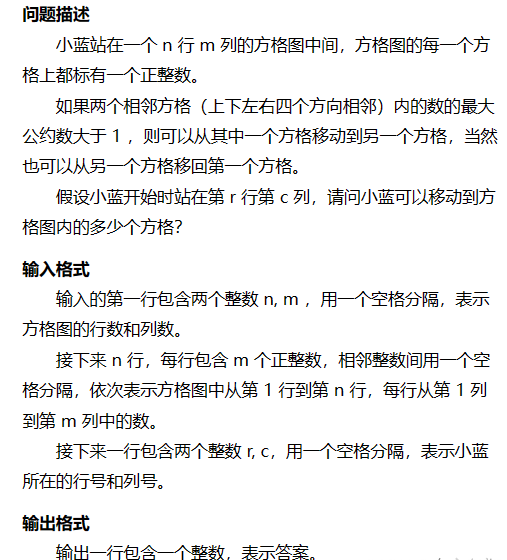 问题描述
小蓝站在一个 n 行 m 列的方格图中间，方格图的每一个方
格上都标有一个正整数。
如果两个相邻方格（上下左右四个方向相邻）内的数的最大
公约数大于 1 ，则可以从其中一个方格移动到另一个方格，当然
也可以从另一个方格移回第一个方格。
假设小蓝开始时站在第 r 行第 c 列，请问小蓝可以移动到方
格图内的多少个方格？
输入格式
输入的第一行包含两个整数 n, m ，用一个空格分隔，表示
方格图的行数和列数。
接下来 n 行，每行包含 m 个正整数，相邻整数间用一个空
格分隔，依次表示方格图中从第 1 行到第 n 行，每行从第 1 列
到第 m 列中的数。
接下来一行包含两个整数 r, c，用一个空格分隔，表示小蓝
所在的行号和列号。
输出格式
输出一行包含一个整数，表示答案。